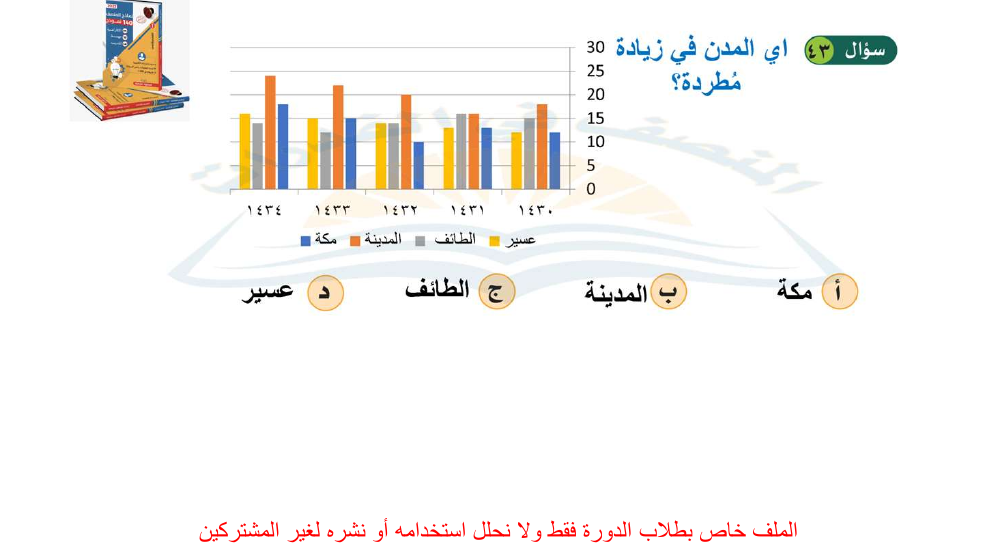 سؤال ٤٣ اي المدن في زيادة
مُطردة؟
30
25
20
15
10
5
0
١٤٣٠ ١٤٣١ ١٤٣٢ ١٤٣٣ ١٤٣٤
عسير الطائف المدينة مكة
أ مكة ب المدينة ج الطائف د عسير
الملف خاص بطلاب الدورة فقط ولا نحلل استخدامه أو نشره لغير المشتركين